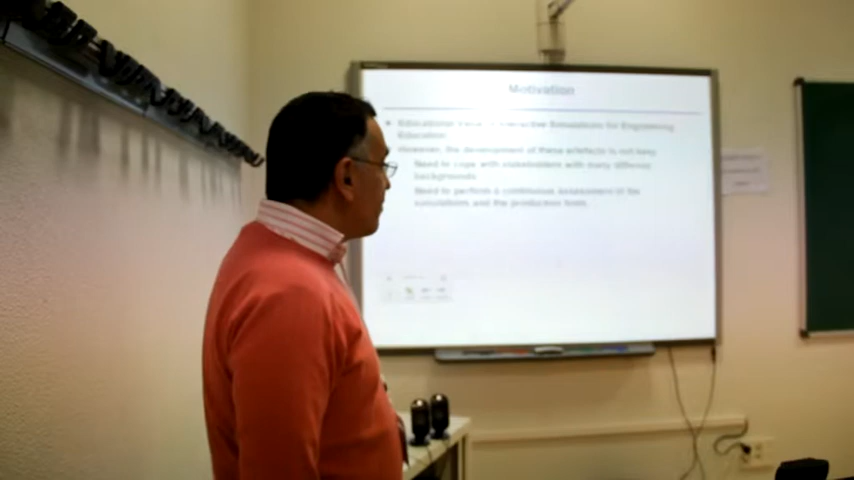 Motivation
Educational Value of Interactive Simulations for Engineering
Education
However, the development of these artefacts is not easy
Need to cope with stakeholders with many different
backgrounds
Need to perform a continuous assessment of the
simulations and the production tools